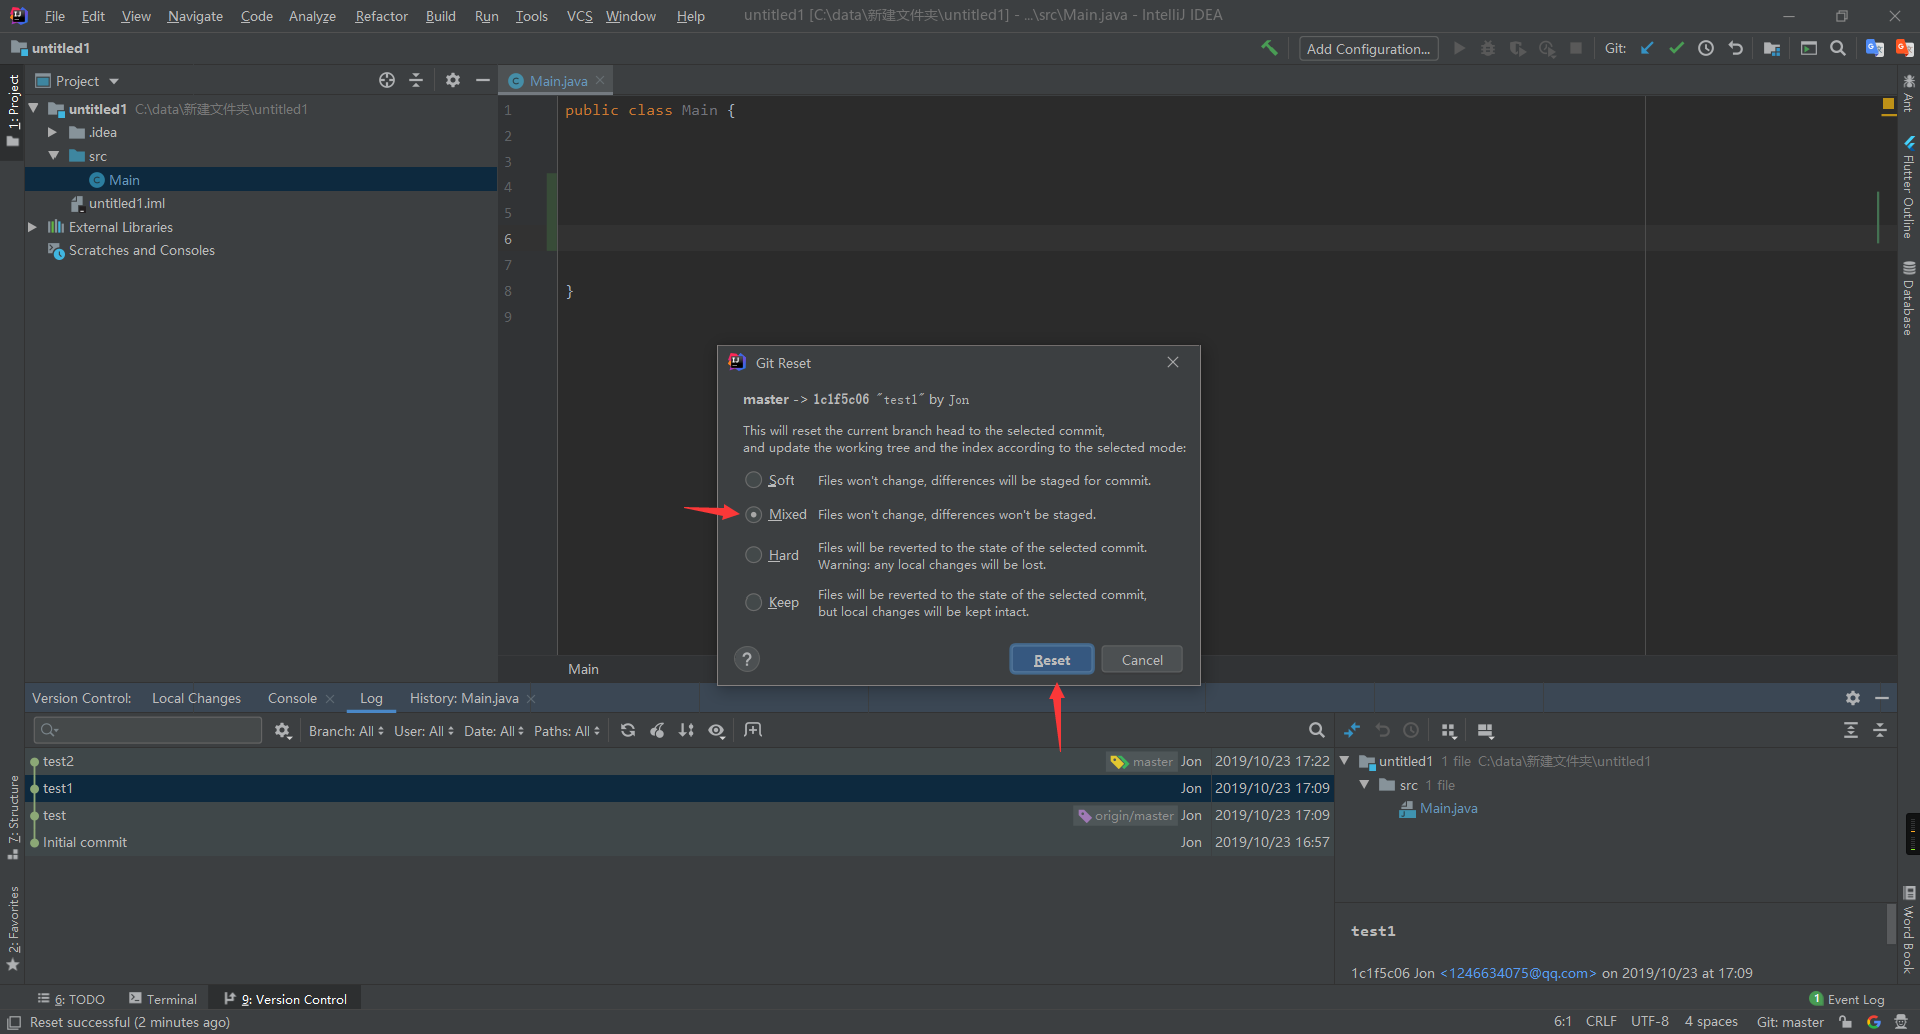 File Edit View Navigate Code Analyze Refactor Build Run Tools VCS Window Help untitled1 [C:\data\新建文件夹\untitled1] - ...\src\Main.java - IntelliJ IDEA
untitled1 Add Configuration... Git:
Project Main.java
1: Project
untitled1 C:\data\新建文件夹\untitled1
.idea
src
Main
untitled1.iml
External Libraries
Scratches and Consoles
1 public class Main {
2
3
4
5
6
7
8 }
9
Ant
Flutter Outline
Database
Git Reset
master -> 1c1f5c06 "test1" by Jon
This will reset the current branch head to the selected commit,
and update the working tree and the index according to the selected mode:
Soft Files won't change, differences will be staged for commit.
Mixed Files won't change, differences won't be staged.
Hard Files will be reverted to the state of the selected commit.
Warning: any local changes will be lost.
Keep Files will be reverted to the state of the selected commit,
but local changes will be kept intact.
? Reset Cancel
Main
Version Control: Local Changes Console Log History: Main.java
Branch: All User: All Date: All Paths: All
test2 master Jon 2019/10/23 17:22
test1 Jon 2019/10/23 17:09
test origin/master Jon 2019/10/23 17:09
Initial commit Jon 2019/10/23 16:57
untitled1 1 file C:\data\新建文件夹\untitled1
src 1 file
Main.java
test1
1c1f5c06 Jon <1246634075@qq.com> on 2019/10/23 at 17:09
7: Structure
2: Favorites
Word Book
6: TODO Terminal 9: Version Control 1 Event Log
Reset successful (2 minutes ago) 6:1 CRLF UTF-8 4 spaces Git: master